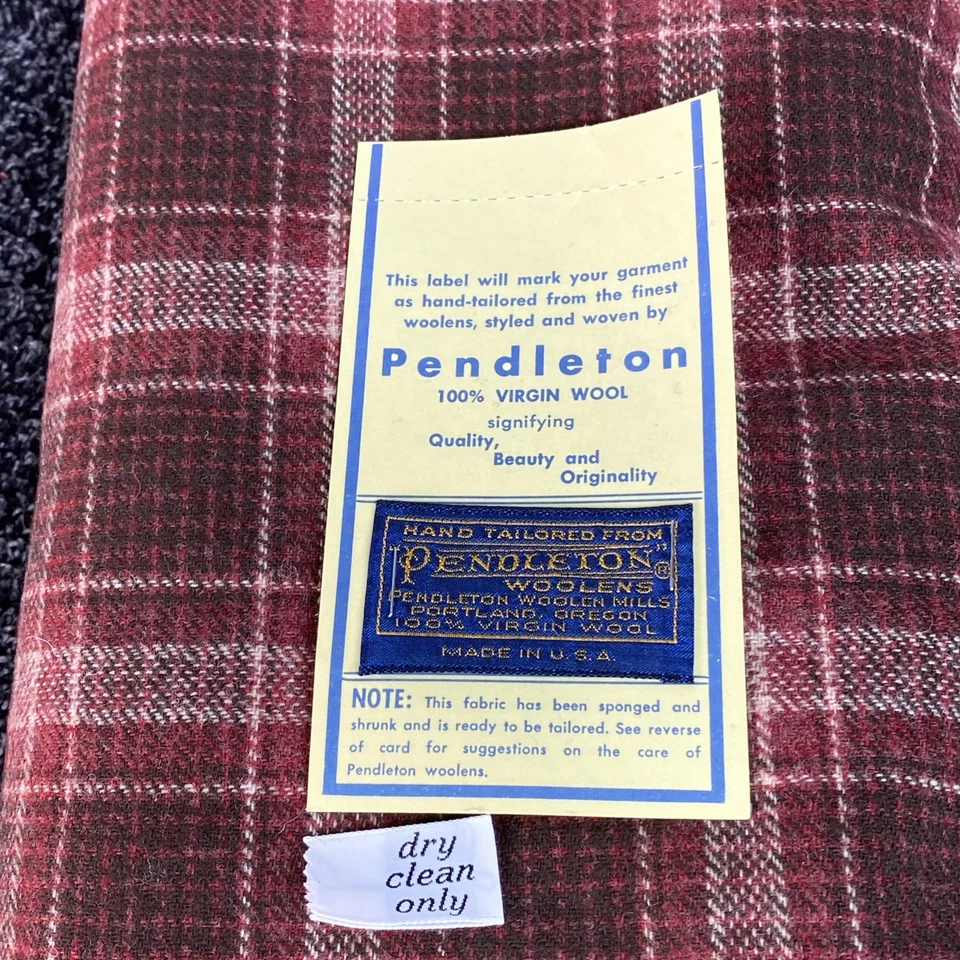 This label will mark your garment
as hand-tailored from the finest
woolens, styled and woven by
Pendleton
100% VIRGIN WOOL
signifying
Quality,
Beauty and
Originality
HAND TAILORED FROM
"PENDLETON"®
WOOLENS
PENDLETON WOOLEN MILLS
PORTLAND, OREGON
100% VIRGIN WOOL
MADE IN U.S.A.
NOTE: This fabric has been sponged and
shrunk and is ready to be tailored. See reverse
of card for suggestions on the care of
Pendleton woolens.
dry
clean
only